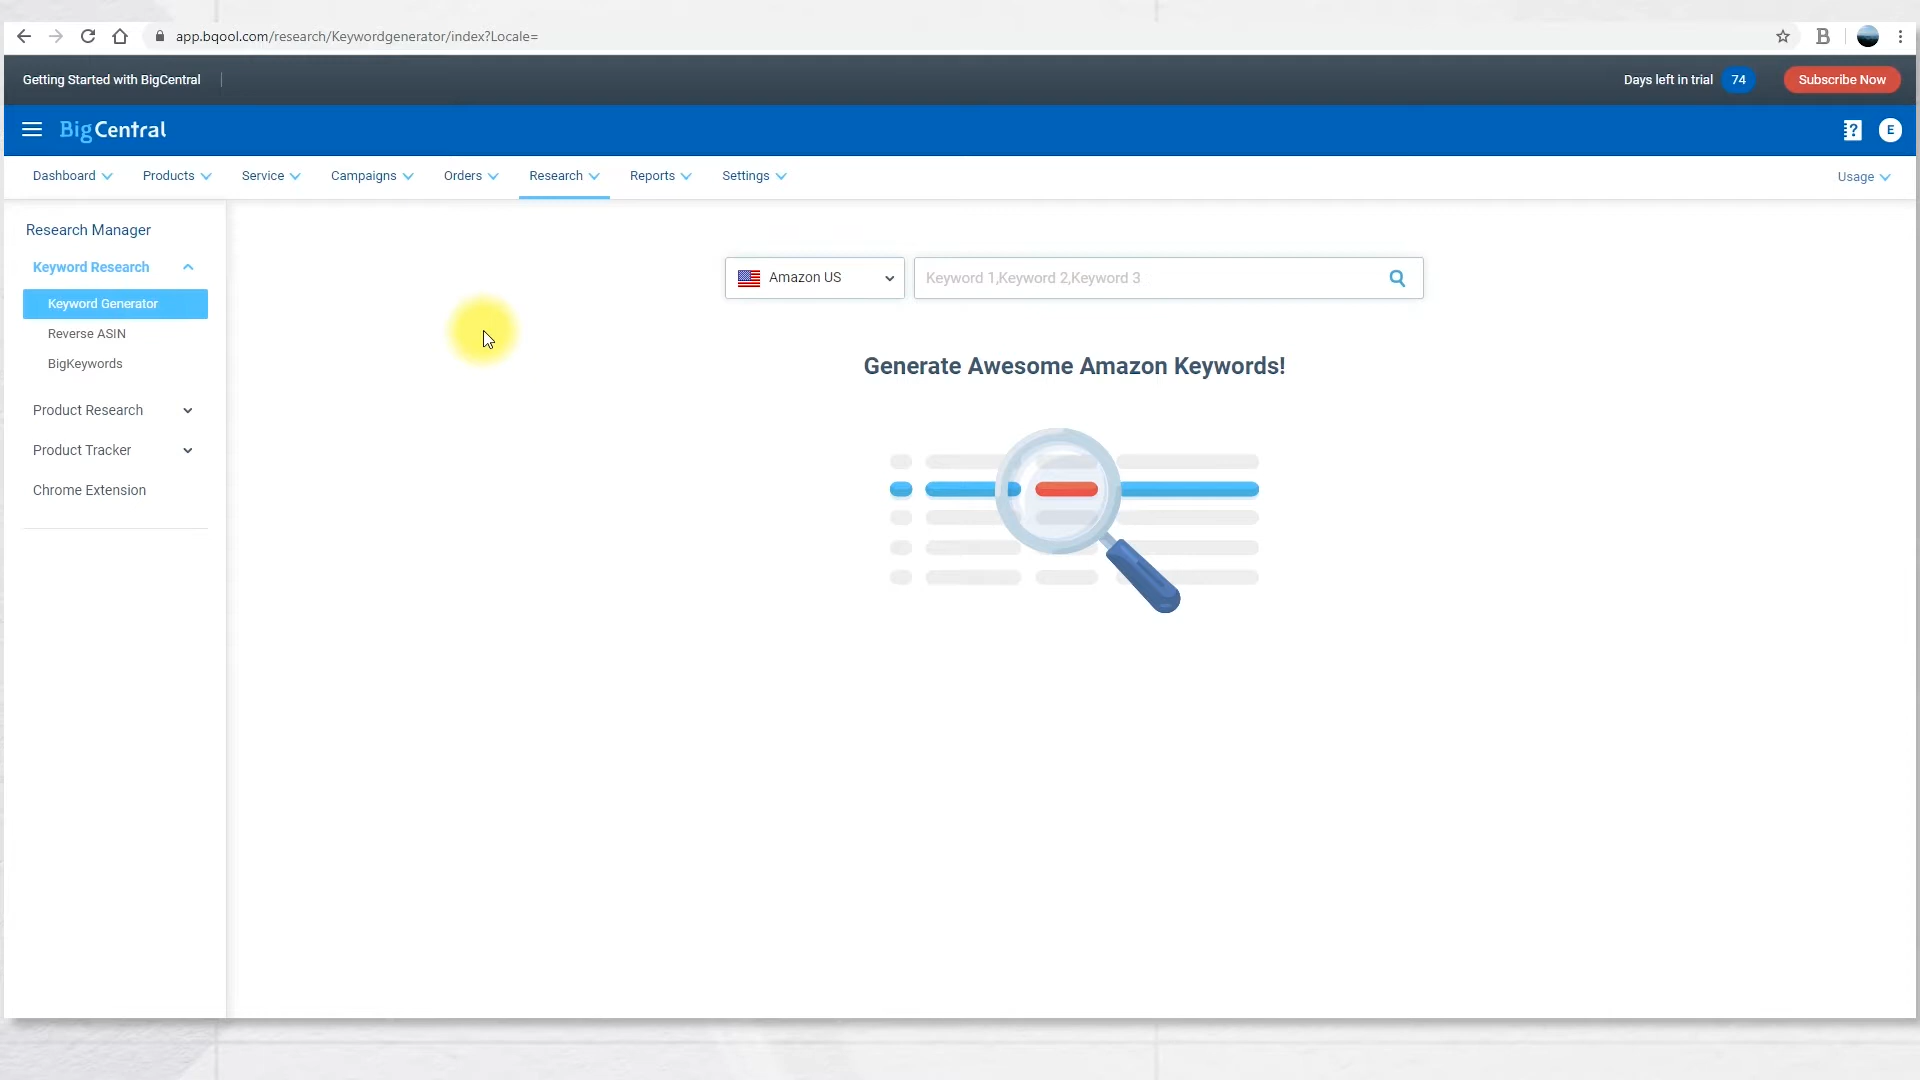 app.bqool.com/research/Keywordgenerator/index?Locale=
B
Getting Started with BigCentral
Days left in trial 74 Subscribe Now
BigCentral
? E
Dashboard Products Service Campaigns Orders Research Reports Settings Usage
Research Manager
Keyword Research
Keyword Generator
Reverse ASIN
BigKeywords
Product Research
Product Tracker
Chrome Extension
Amazon US
Keyword 1,Keyword 2,Keyword 3
Generate Awesome Amazon Keywords!